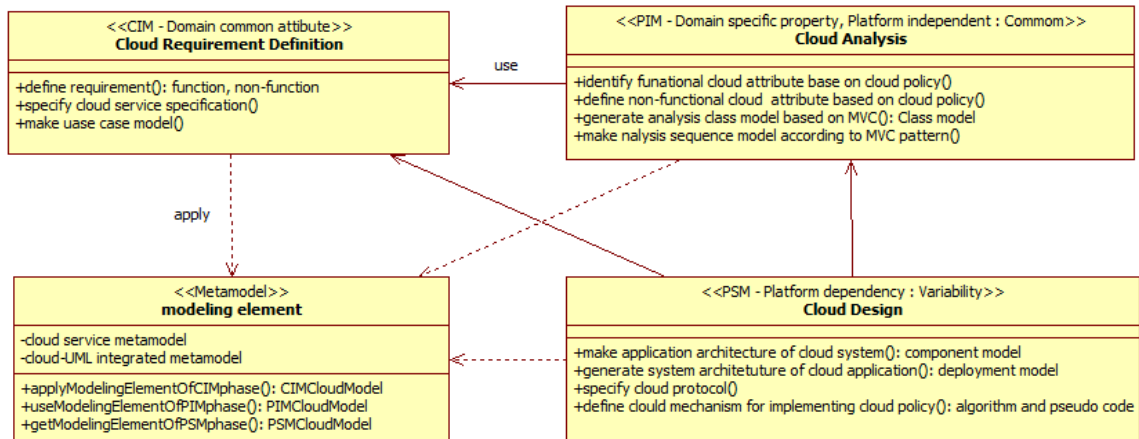 <<CIM - Domain common attibute>>
Cloud Requirement Definition
+define requirement(): function, non-function
+specify cloud service specification()
+make uase case model()
use
<<PIM - Domain specific property, Platform independent : Commom>>
Cloud Analysis
+identify funational cloud attribute base on cloud policy()
+define non-functional cloud attribute based on cloud policy()
+generate analysis class model based on MVC(): Class model
+make nalysis sequence model according to MVC pattern()
apply
<<Metamodel>>
modeling element
-cloud service metamodel
-cloud-UML integrated metamodel
+applyModelingElementOfCIMphase(): CIMCloudModel
+useModelingElementOfPIMphase(): PIMCloudModel
+getModelingElementOfPSMphase(): PSMCloudModel
<<PSM - Platform dependency : Variability>>
Cloud Design
+make application architecture of cloud system(): component model
+generate system architetuture of cloud application(): deployment model
+specify cloud protocol()
+define clould mechanism for implementing cloud policy(): algorithm and pseudo code